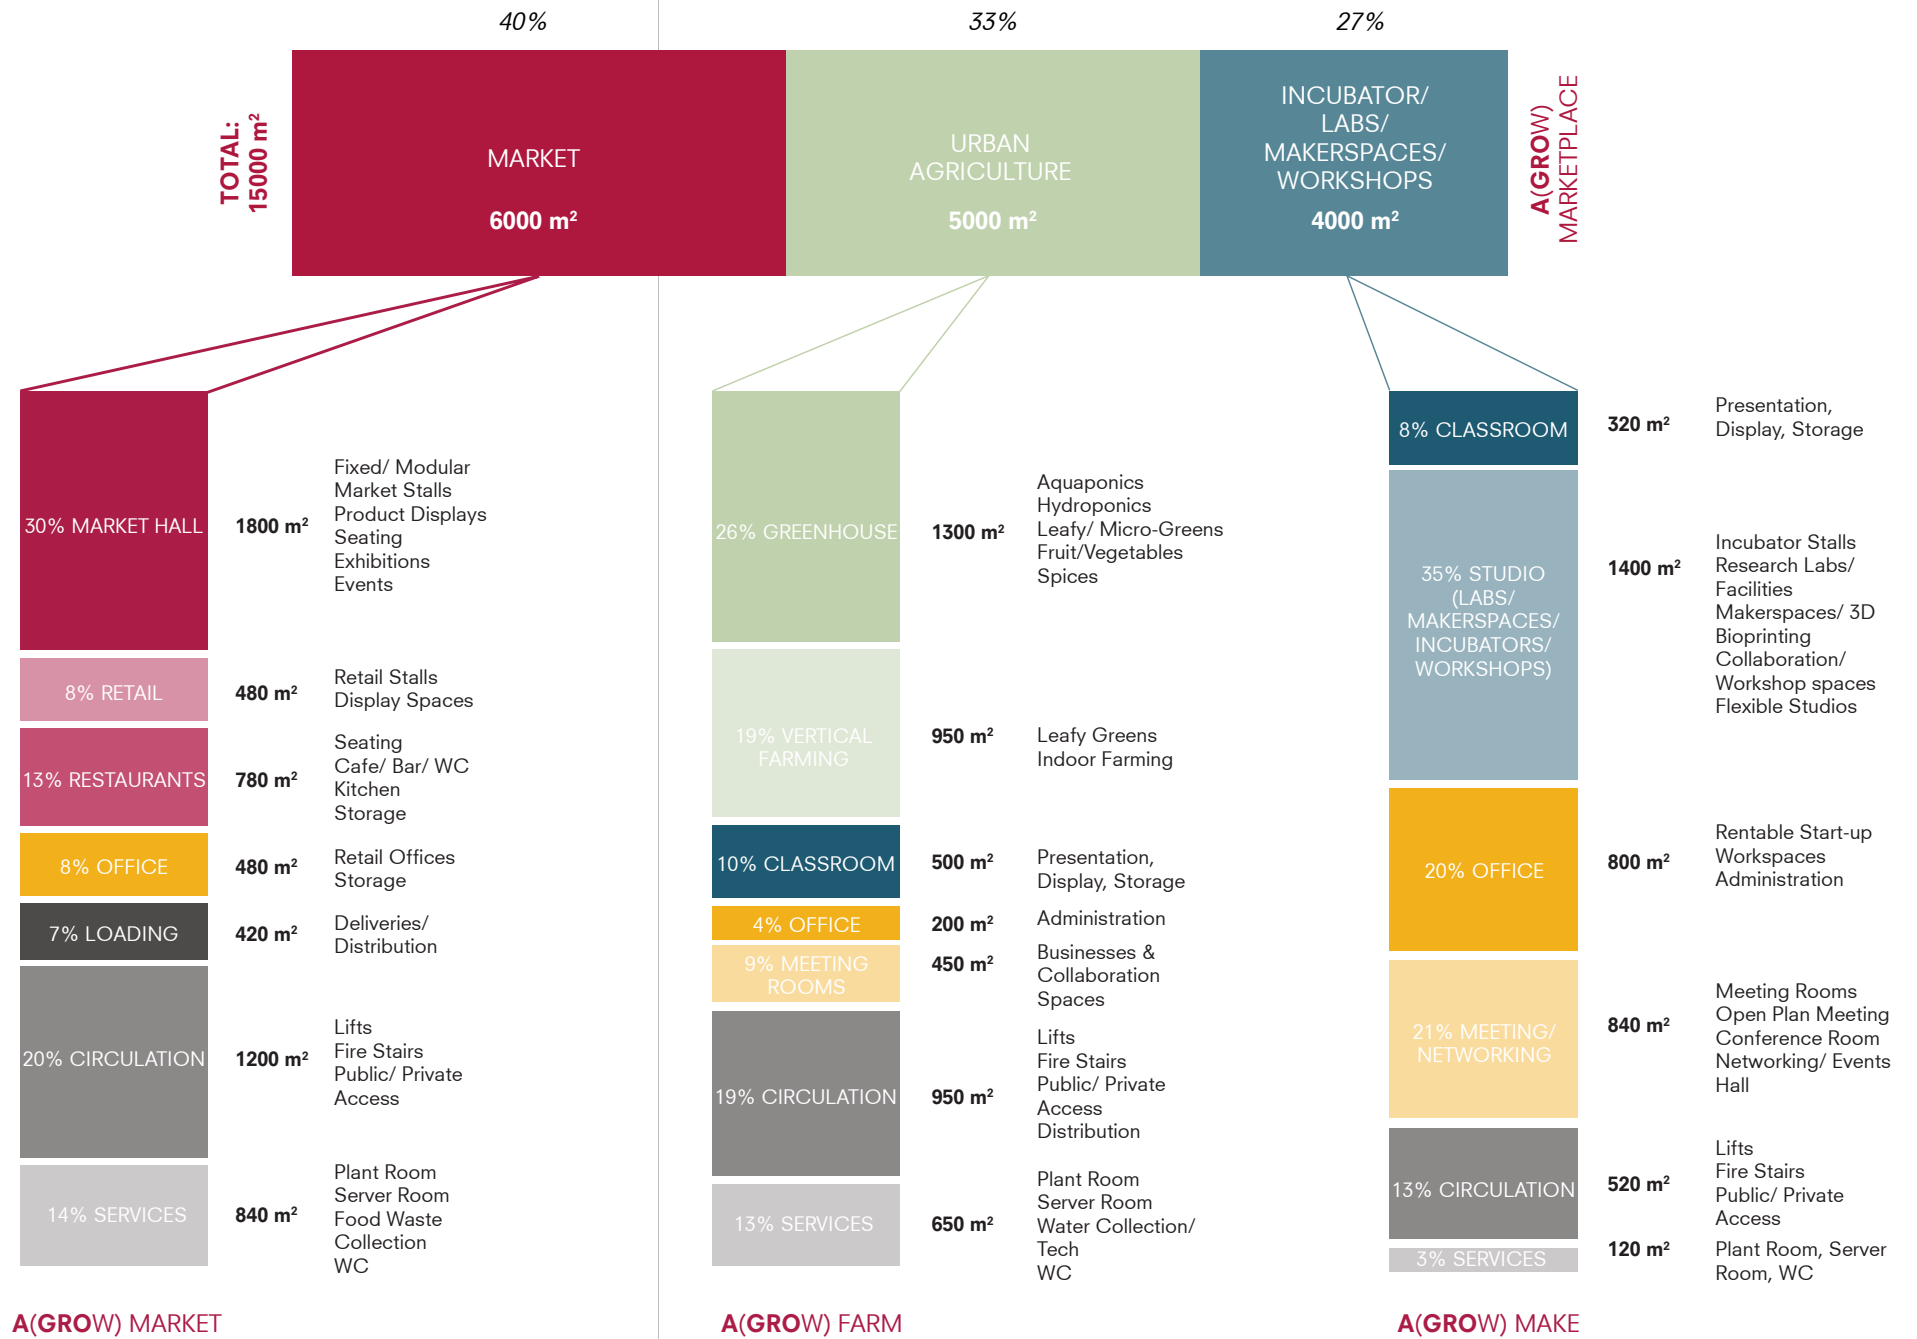 40%
33%
27%
TOTAL:
15000 m²
MARKET
6000 m²
URBAN
AGRICULTURE
5000 m²
INCUBATOR/
LABS/
MAKERSPACES/
WORKSHOPS
4000 m²
A(GROW)
MARKETPLACE
30% MARKET HALL
1800 m²
Fixed/ Modular
Market Stalls
Product Displays
Seating
Exhibitions
Events
8% RETAIL
480 m²
Retail Stalls
Display Spaces
13% RESTAURANTS
780 m²
Seating
Cafe/ Bar/ WC
Kitchen
Storage
8% OFFICE
480 m²
Retail Offices
Storage
7% LOADING
420 m²
Deliveries/
Distribution
20% CIRCULATION
1200 m²
Lifts
Fire Stairs
Public/ Private
Access
14% SERVICES
840 m²
Plant Room
Server Room
Food Waste
Collection
WC
A(GROW) MARKET
26% GREENHOUSE
1300 m²
Aquaponics
Hydroponics
Leafy/ Micro-Greens
Fruit/Vegetables
Spices
19% VERTICAL
FARMING
950 m²
Leafy Greens
Indoor Farming
10% CLASSROOM
500 m²
Presentation,
Display, Storage
4% OFFICE
200 m²
Administration
9% MEETING
ROOMS
450 m²
Businesses &
Collaboration
Spaces
19% CIRCULATION
950 m²
Lifts
Fire Stairs
Public/ Private
Access
Distribution
13% SERVICES
650 m²
Plant Room
Server Room
Water Collection/
Tech
WC
A(GROW) FARM
8% CLASSROOM
320 m²
Presentation,
Display, Storage
35% STUDIO
(LABS/
MAKERSPACES/
INCUBATORS/
WORKSHOPS)
1400 m²
Incubator Stalls
Research Labs/
Facilities
Makerspaces/ 3D
Bioprinting
Collaboration/
Workshop spaces
Flexible Studios
20% OFFICE
800 m²
Rentable Start-up
Workspaces
Administration
21% MEETING/
NETWORKING
840 m²
Meeting Rooms
Open Plan Meeting
Conference Room
Networking/ Events
Hall
13% CIRCULATION
520 m²
Lifts
Fire Stairs
Public/ Private
Access
3% SERVICES
120 m²
Plant Room, Server
Room, WC
A(GROW) MAKE